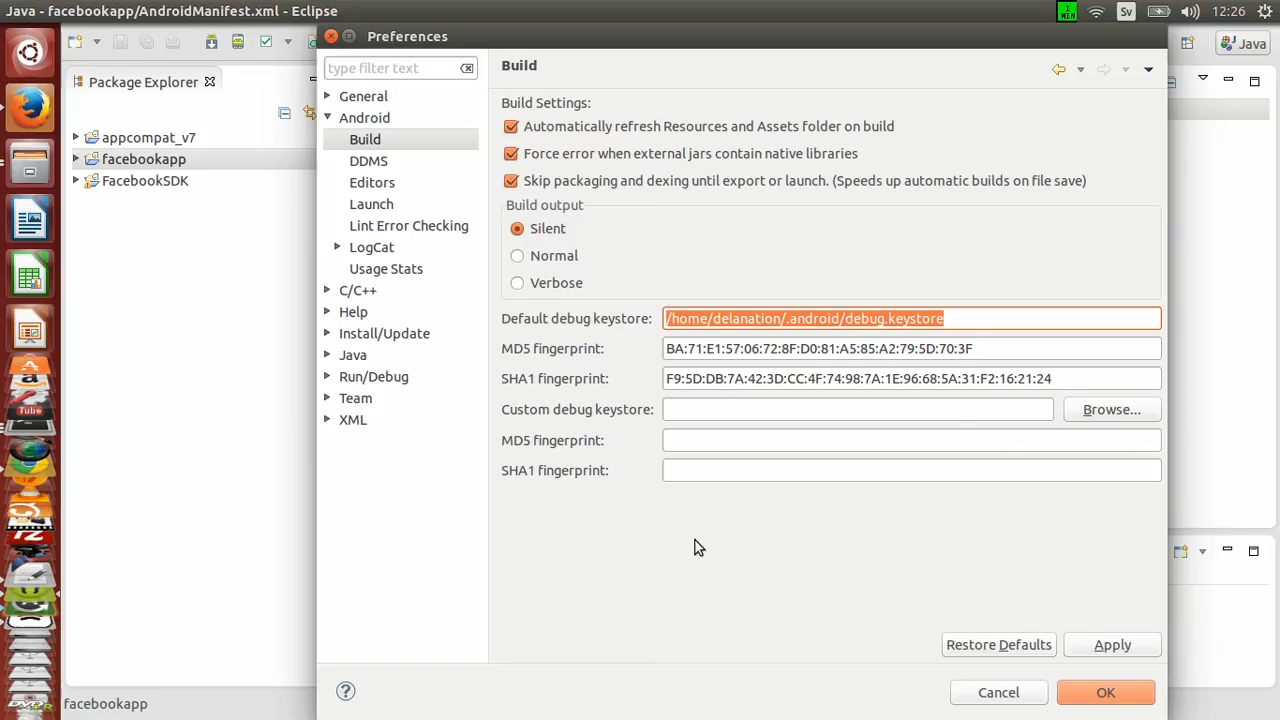 Java - facebookapp/AndroidManifest.xml - Eclipse
1 MIN
Sv
12:26
Preferences
Java
Package Explorer
type filter text
Build
General
Android
Build
DDMS
Editors
Launch
Lint Error Checking
LogCat
Usage Stats
C/C++
Help
Install/Update
Java
Run/Debug
Team
XML
appcompat_v7
facebookapp
FacebookSDK
Build Settings:
Automatically refresh Resources and Assets folder on build
Force error when external jars contain native libraries
Skip packaging and dexing until export or launch. (Speeds up automatic builds on file save)
Build output
Silent
Normal
Verbose
Default debug keystore: /home/delanation/.android/debug.keystore
MD5 fingerprint: BA:71:E1:57:06:72:8F:D0:81:A5:85:A2:79:5D:70:3F
SHA1 fingerprint: F9:5D:DB:7A:42:3D:CC:4F:74:98:7A:1E:96:68:5A:31:F2:16:21:24
Custom debug keystore: Browse...
MD5 fingerprint:
SHA1 fingerprint:
Restore Defaults Apply
Cancel OK
facebookapp
Tube